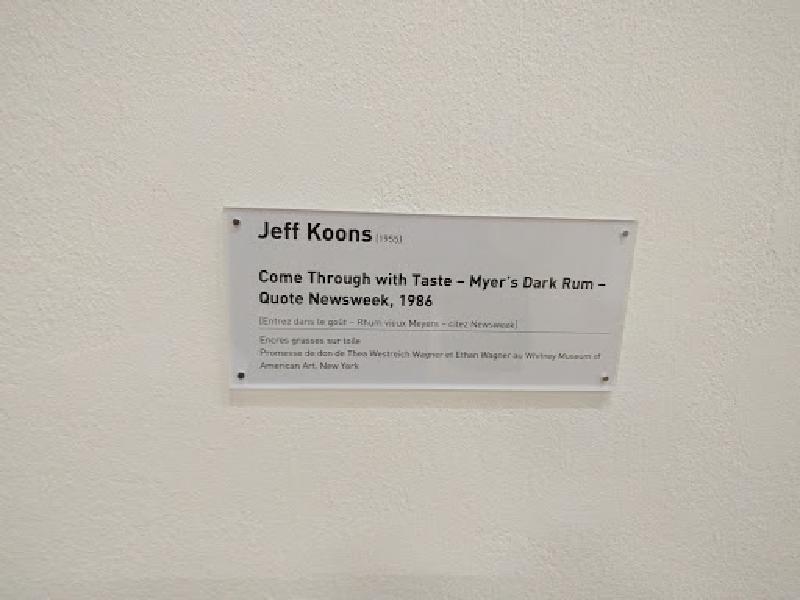 Jeff Koons (1955)
Come Through with Taste – Myer's Dark Rum –
Quote Newsweek, 1986
(Entrez dans le goût – Rhum vieux Meyers – citez Newsweek)
Encres grasses sur toile
Promesse de don de Thea Westreich Wagner et Ethan Wagner au Whitney Museum of
American Art, New York